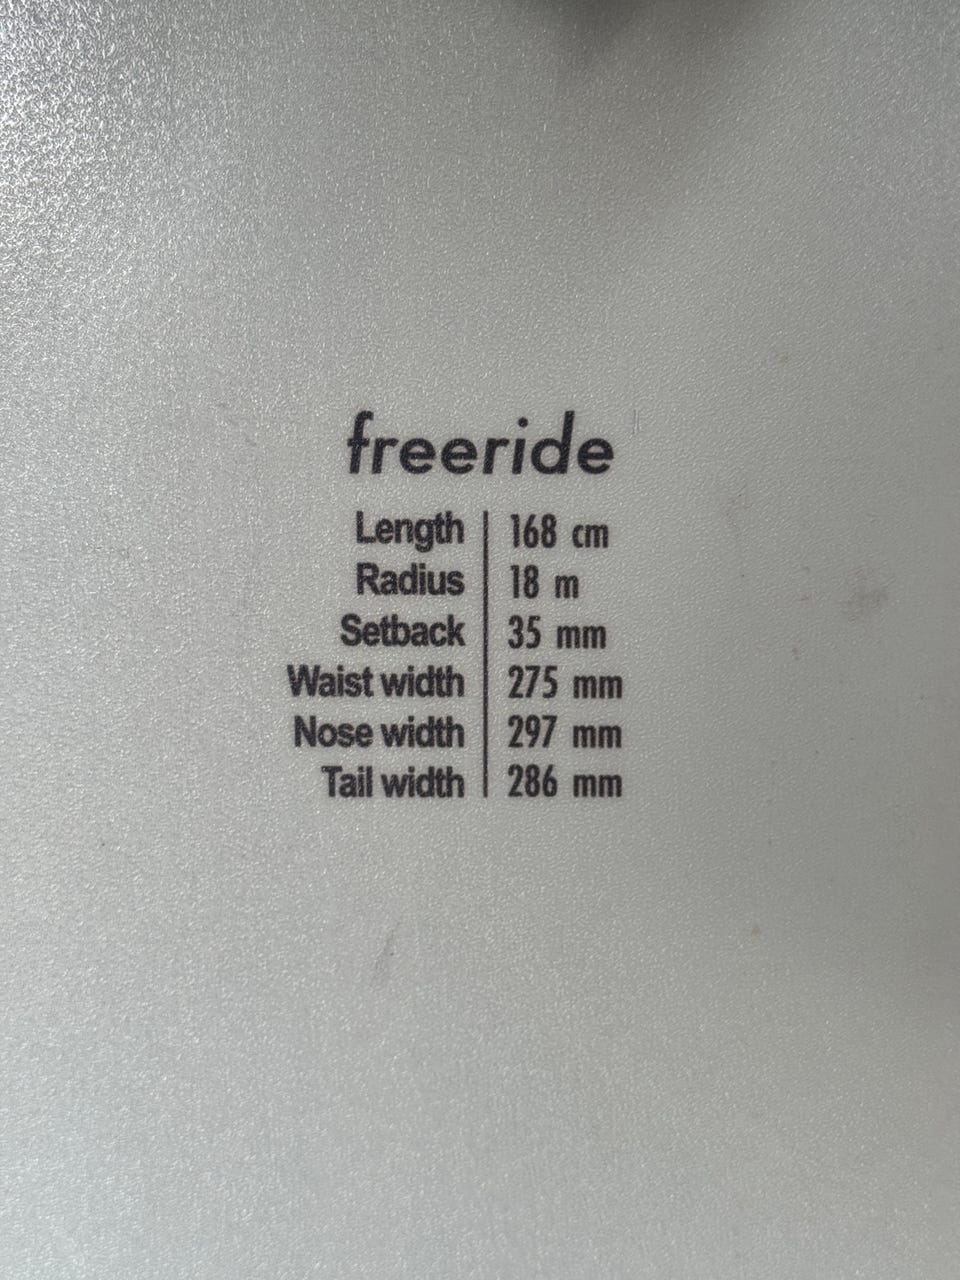 freeride
Length | 168 cm
Radius | 18 m
Setback | 35 mm
Waist width | 275 mm
Nose width | 297 mm
Tail width | 286 mm